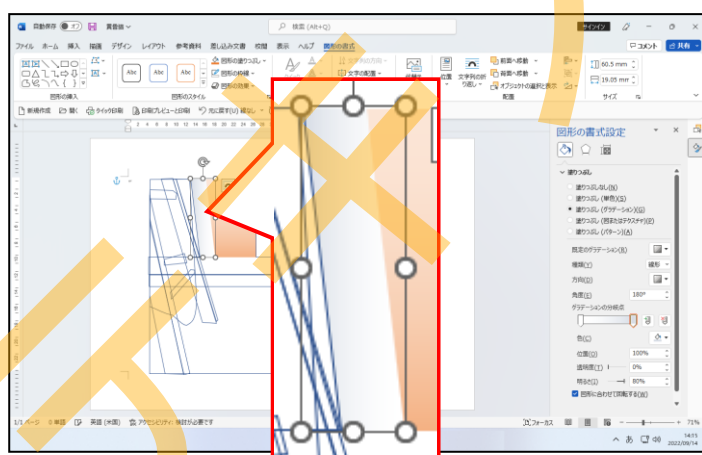 自動保存 オフ 異世極 検索 (Alt+Q) サインイン
ファイル ホーム 挿入 描画 デザイン レイアウト 参考資料 差し込み文書 校閲 表示 ヘルプ 図形の書式 コメント 共有
Abc Abc Abc
図形の塗りつぶし
図形の枠線
図形の効果
文字の方向
文字の配置
位置 文字列の折り返し
前面へ移動
背面へ移動
オブジェクトの選択と表示
60.5 mm
19.05 mm
図形の挿入 図形のスタイル 配置 サイズ
新規作成 開く クイック印刷 印刷プレビューと印刷 元に戻す(U)
図形の書式設定
塗りつぶし
塗りつぶしなし(N)
塗りつぶし (単色)(S)
塗りつぶし (グラデーション)(G)
塗りつぶし (図またはテクスチャ)(P)
塗りつぶし (パターン)(A)
既定のグラデーション(R)
種類(Y) 線形
方向(D)
角度(E) 180°
グラデーションの分岐点
色(C)
位置(O) 100%
透明度(T) 0%
明るさ(I) 80%
図形に合わせて回転する(W)
1/1 ページ 0 単語 英語 (米国) アクセシビリティ: 検討が必要です フォーカス 71%
あ 14:15
2022/09/14